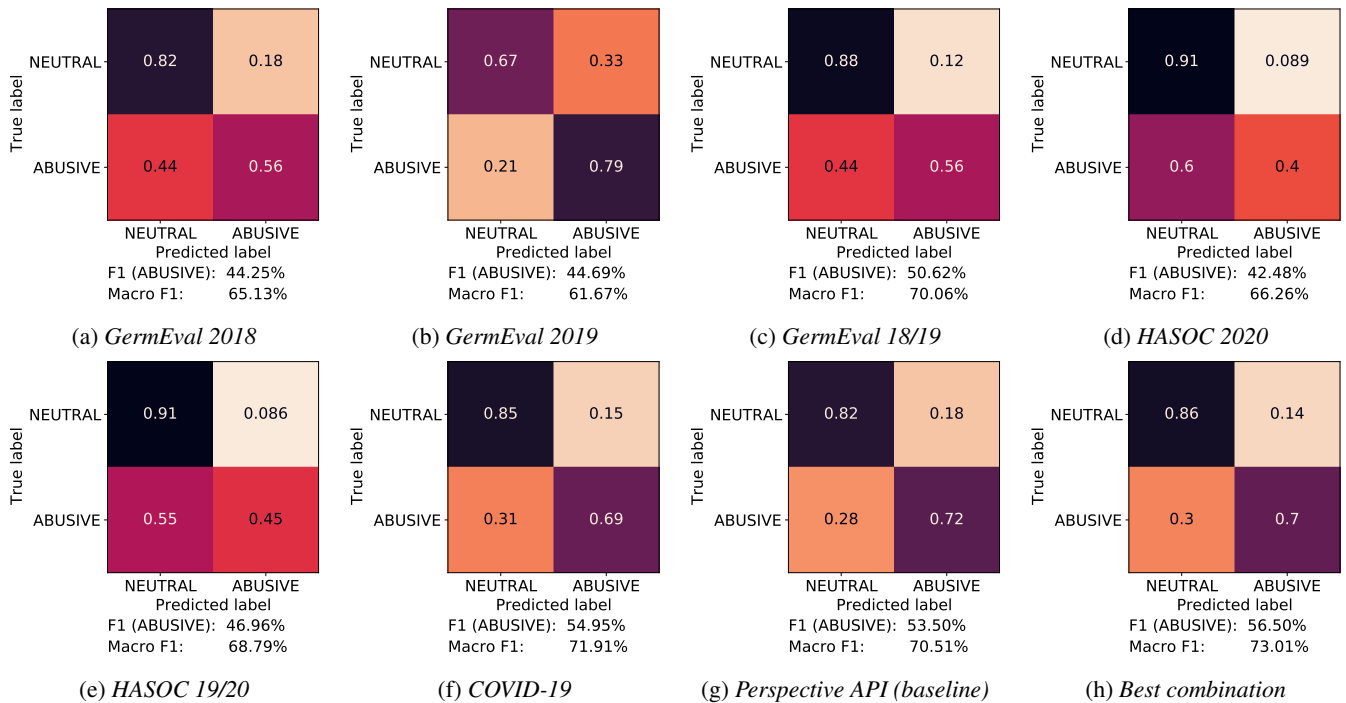 True label
NEUTRAL 0.82 0.18
ABUSIVE 0.44 0.56
NEUTRAL ABUSIVE
Predicted label
F1 (ABUSIVE): 44.25%
Macro F1: 65.13%
(a) GermEval 2018
True label
NEUTRAL 0.67 0.33
ABUSIVE 0.21 0.79
NEUTRAL ABUSIVE
Predicted label
F1 (ABUSIVE): 44.69%
Macro F1: 61.67%
(b) GermEval 2019
True label
NEUTRAL 0.88 0.12
ABUSIVE 0.44 0.56
NEUTRAL ABUSIVE
Predicted label
F1 (ABUSIVE): 50.62%
Macro F1: 70.06%
(c) GermEval 18/19
True label
NEUTRAL 0.91 0.089
ABUSIVE 0.6 0.4
NEUTRAL ABUSIVE
Predicted label
F1 (ABUSIVE): 42.48%
Macro F1: 66.26%
(d) HASOC 2020
True label
NEUTRAL 0.91 0.086
ABUSIVE 0.55 0.45
NEUTRAL ABUSIVE
Predicted label
F1 (ABUSIVE): 46.96%
Macro F1: 68.79%
(e) HASOC 19/20
True label
NEUTRAL 0.85 0.15
ABUSIVE 0.31 0.69
NEUTRAL ABUSIVE
Predicted label
F1 (ABUSIVE): 54.95%
Macro F1: 71.91%
(f) COVID-19
True label
NEUTRAL 0.82 0.18
ABUSIVE 0.28 0.72
NEUTRAL ABUSIVE
Predicted label
F1 (ABUSIVE): 53.50%
Macro F1: 70.51%
(g) Perspective API (baseline)
True label
NEUTRAL 0.86 0.14
ABUSIVE 0.3 0.7
NEUTRAL ABUSIVE
Predicted label
F1 (ABUSIVE): 56.50%
Macro F1: 73.01%
(h) Best combination